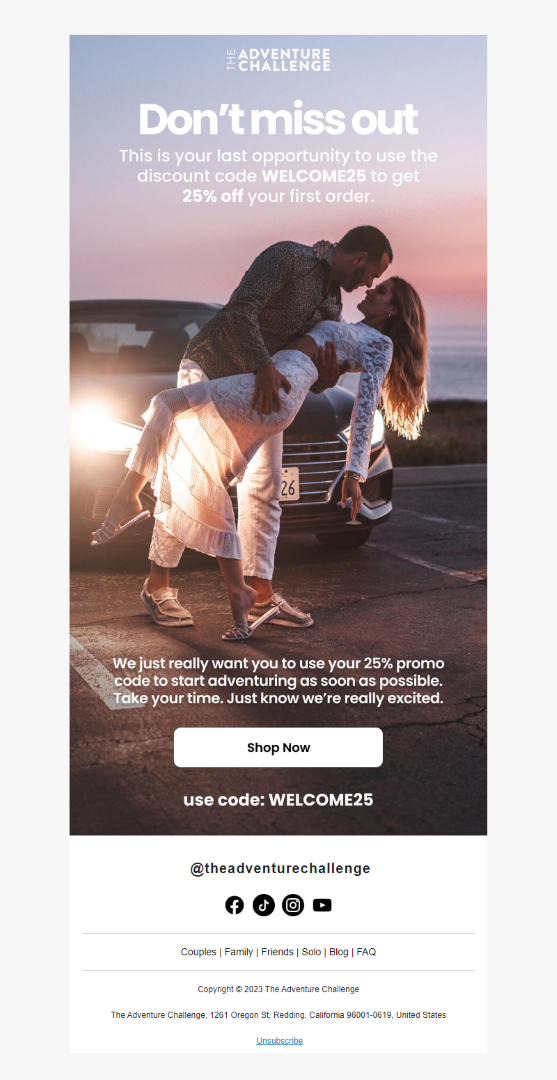 THE ADVENTURE
CHALLENGE
Don't miss out
This is your last opportunity to use the
discount code WELCOME25 to get
25% off your first order.
26
We just really want you to use your 25% promo
code to start adventuring as soon as possible.
Take your time. Just know we're really excited.
Shop Now
use code: WELCOME25
@theadventurechallenge
Couples | Family | Friends | Solo | Blog | FAQ
Copyright © 2023 The Adventure Challenge
The Adventure Challenge, 1261 Oregon St, Redding, California 96001-0619, United States
Unsubscribe